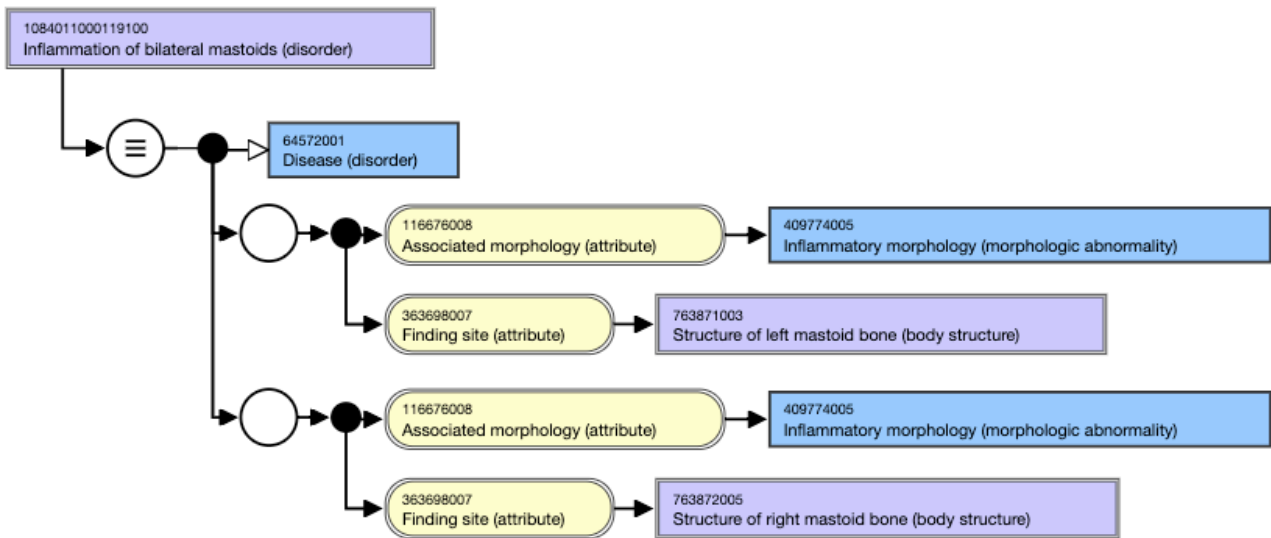 1084011000119100
Inflammation of bilateral mastoids (disorder)
64572001
Disease (disorder)
116676008
Associated morphology (attribute)
409774005
Inflammatory morphology (morphologic abnormality)
363698007
Finding site (attribute)
763871003
Structure of left mastoid bone (body structure)
116676008
Associated morphology (attribute)
409774005
Inflammatory morphology (morphologic abnormality)
363698007
Finding site (attribute)
763872005
Structure of right mastoid bone (body structure)